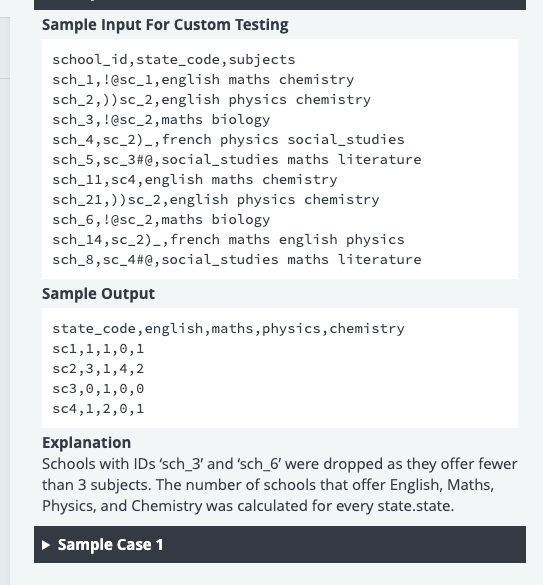 Sample Input For Custom Testing
school_id,state_code,subjects
sch_1,!@sc_1,english maths chemistry
sch_2,))sc_2,english physics chemistry
sch_3,!@sc_2,maths biology
sch_4,sc_2)_,french physics social_studies
sch_5,sc_3#@,social_studies maths literature
sch_11,sc4,english maths chemistry
sch_21,))sc_2,english physics chemistry
sch_6,!@sc_2,maths biology
sch_14,sc_2)_,french maths english physics
sch_8,sc_4#@,social_studies maths literature
Sample Output
state_code,english,maths,physics,chemistry
sc1,1,1,0,1
sc2,3,1,4,2
sc3,0,1,0,0
sc4,1,2,0,1
Explanation
Schools with IDs ‘sch_3’ and ‘sch_6’ were dropped as they offer fewer
than 3 subjects. The number of schools that offer English, Maths,
Physics, and Chemistry was calculated for every state.state.
Sample Case 1